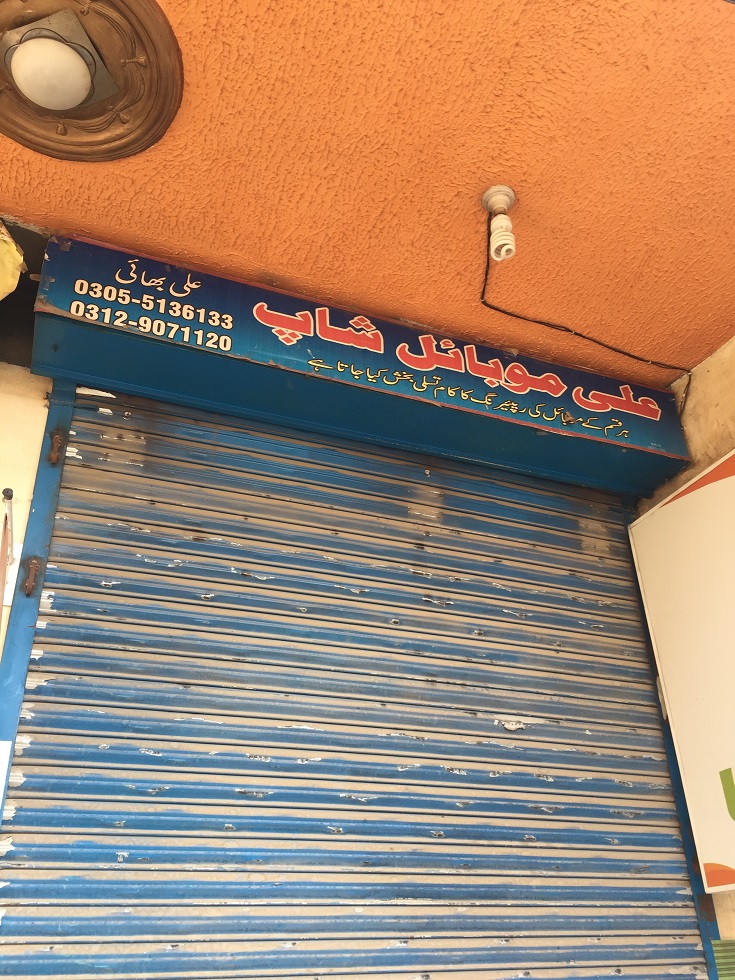 علی موبائل شاپ
ہر قسم کے موبائل کی رپیئرنگ کا کام تسلی بخش کیا جاتا ہے
علی بھائی
0305-5136133
0312-9071120